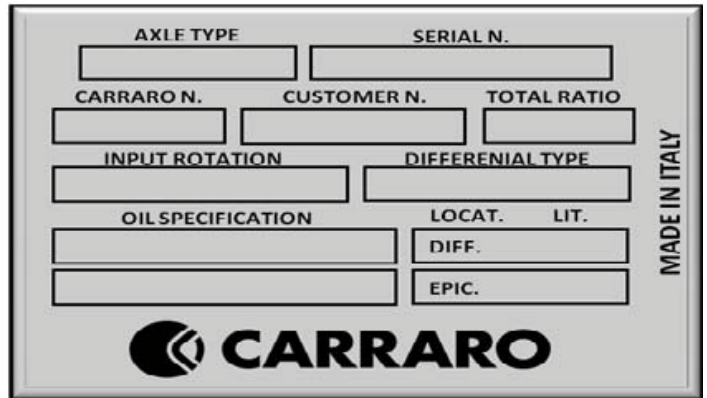 AXLE TYPE SERIAL N.
CARRARO N. CUSTOMER N. TOTAL RATIO
INPUT ROTATION DIFFERENIAL TYPE
OIL SPECIFICATION LOCAT. LIT.
DIFF.
EPIC.
CARRARO
MADE IN ITALY